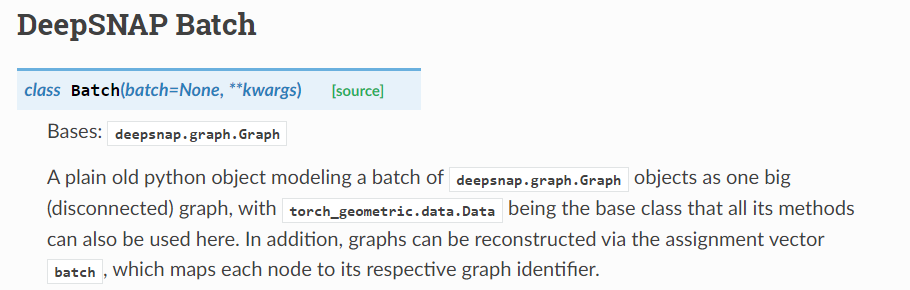 DeepSNAP Batch
class Batch(batch=None, **kwargs) [source]
Bases: deepsnap.graph.Graph
A plain old python object modeling a batch of deepsnap.graph.Graph objects as one big
(disconnected) graph, with torch_geometric.data.Data being the base class that all its methods
can also be used here. In addition, graphs can be reconstructed via the assignment vector
batch, which maps each node to its respective graph identifier.